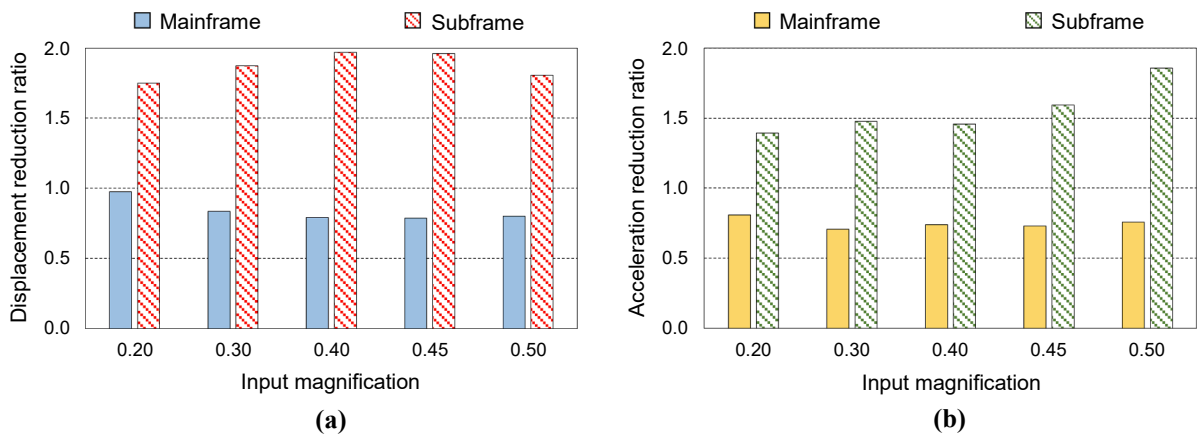 Mainframe Subframe
Displacement reduction ratio
2.0
1.5
1.0
0.5
0.0
0.20 0.30 0.40 0.45 0.50
Input magnification
(a)
Mainframe Subframe
Acceleration reduction ratio
2.0
1.5
1.0
0.5
0.0
0.20 0.30 0.40 0.45 0.50
Input magnification
(b)